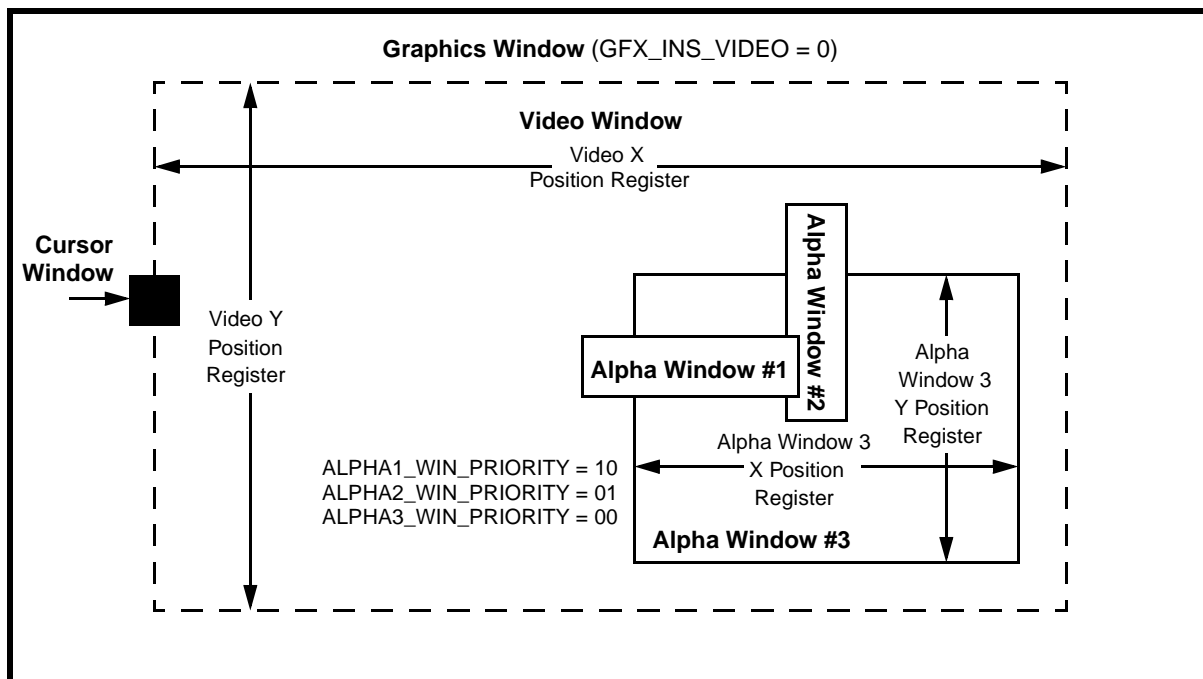 Graphics Window (GFX_INS_VIDEO = 0)
Video Window
Video X
Position Register
Cursor
Window
Video Y
Position
Register
Alpha Window #2
Alpha Window #1
Alpha
Window 3
Y Position
Register
Alpha Window 3
X Position
Register
ALPHA1_WIN_PRIORITY = 10
ALPHA2_WIN_PRIORITY = 01
ALPHA3_WIN_PRIORITY = 00
Alpha Window #3